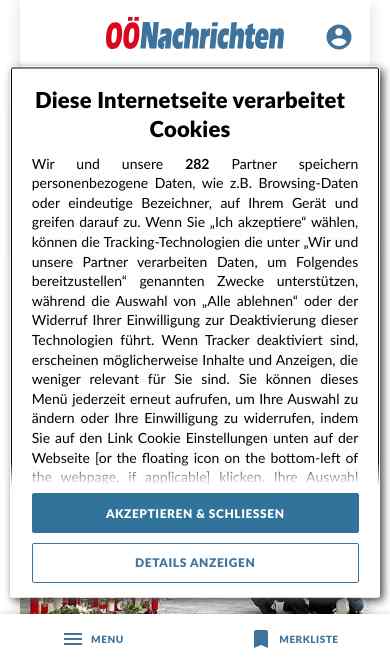 OÖNachrichten
Diese Internetseite verarbeitet
Cookies
Wir und unsere 282 Partner speichern
personenbezogene Daten, wie z.B. Browsing-Daten
oder eindeutige Bezeichner, auf Ihrem Gerät und
greifen darauf zu. Wenn Sie „Ich akzeptiere“ wählen,
können die Tracking-Technologien die unter „Wir und
unsere Partner verarbeiten Daten, um Folgendes
bereitzustellen“ genannten Zwecke unterstützen,
während die Auswahl von „Alle ablehnen“ oder der
Widerruf Ihrer Einwilligung zur Deaktivierung dieser
Technologien führt. Wenn Tracker deaktiviert sind,
erscheinen möglicherweise Inhalte und Anzeigen, die
weniger relevant für Sie sind. Sie können dieses
Menü jederzeit erneut aufrufen, um Ihre Auswahl zu
ändern oder Ihre Einwilligung zu widerrufen, indem
Sie auf den Link Cookie Einstellungen unten auf der
Webseite [or the floating icon on the bottom-left of
the webpage, if applicable] klicken. Ihre Auswahl
AKZEPTIEREN & SCHLIESSEN
DETAILS ANZEIGEN
MENU
MERKLISTE